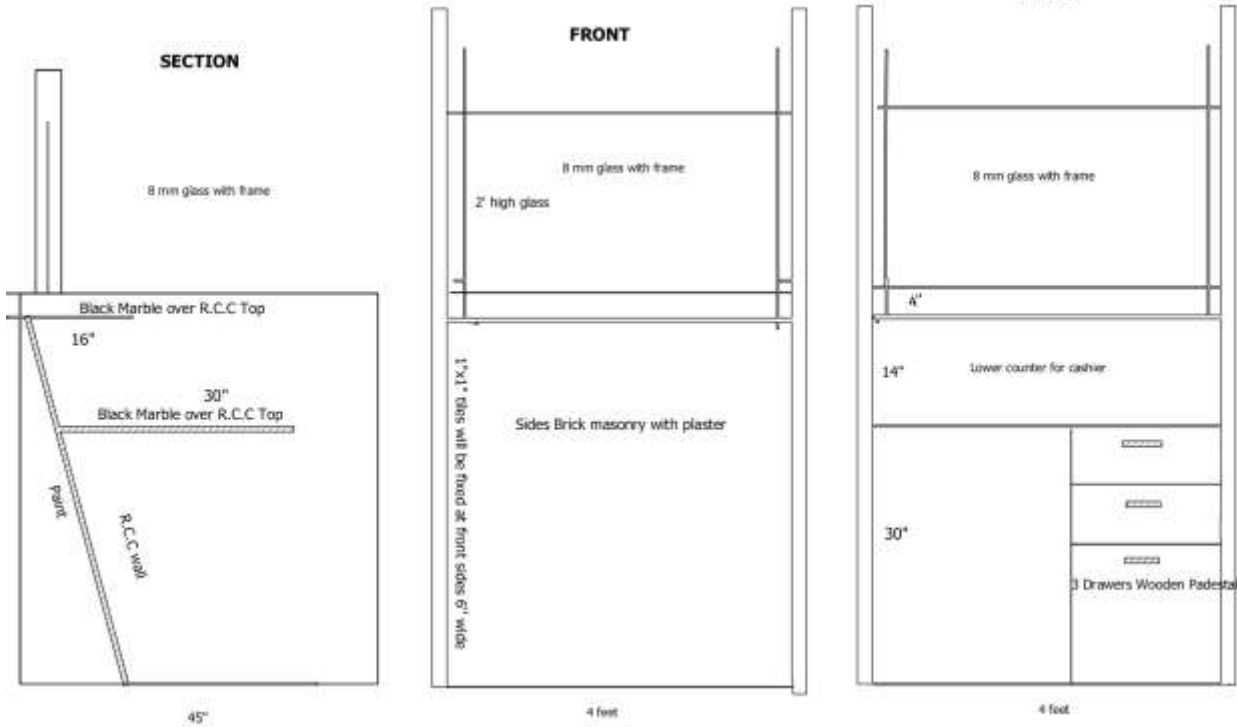 SECTION
8 mm glass with frame
Black Marble over R.C.C Top
16"
30"
Black Marble over R.C.C Top
Paint
R.C.C wall
45"
FRONT
8 mm glass with frame
2' high glass
1"x1" tiles will be fixed at front sides 6" wide
Sides Brick masonry with plaster
4 feet
8 mm glass with frame
4"
14"
Lower counter for cashier
30"
3 Drawers Wooden Padestal
4 feet